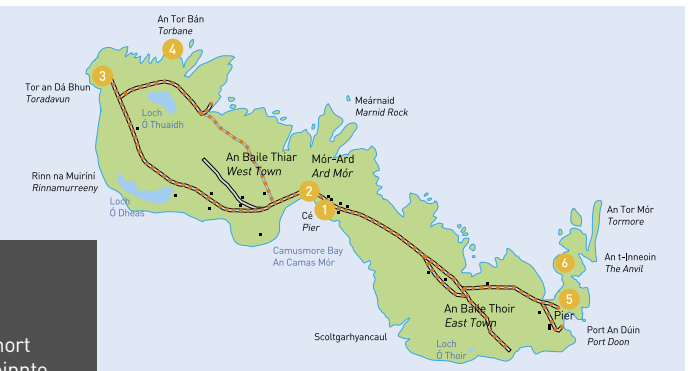 An Tor Bán
Torbane
4
3
Tor an Dá Bhun
Toradavun
Loch
Ó Thuaidh
Meárnaid
Marnid Rock
An Baile Thiar
West Town
Mór-Ard
Ard Mór
Rinn na Muiríní
Rinnamurreeny
Loch
Ó Dheas
2
1
Cé
Pier
An Tor Mór
Tormore
Camusmore Bay
An Camas Mór
An t-Inneoin
The Anvil
6
5
An Baile Thoir
East Town
Pier
Port An Dúin
Port Doon
Scoltgarhyancaul
Loch
Ó Thoir